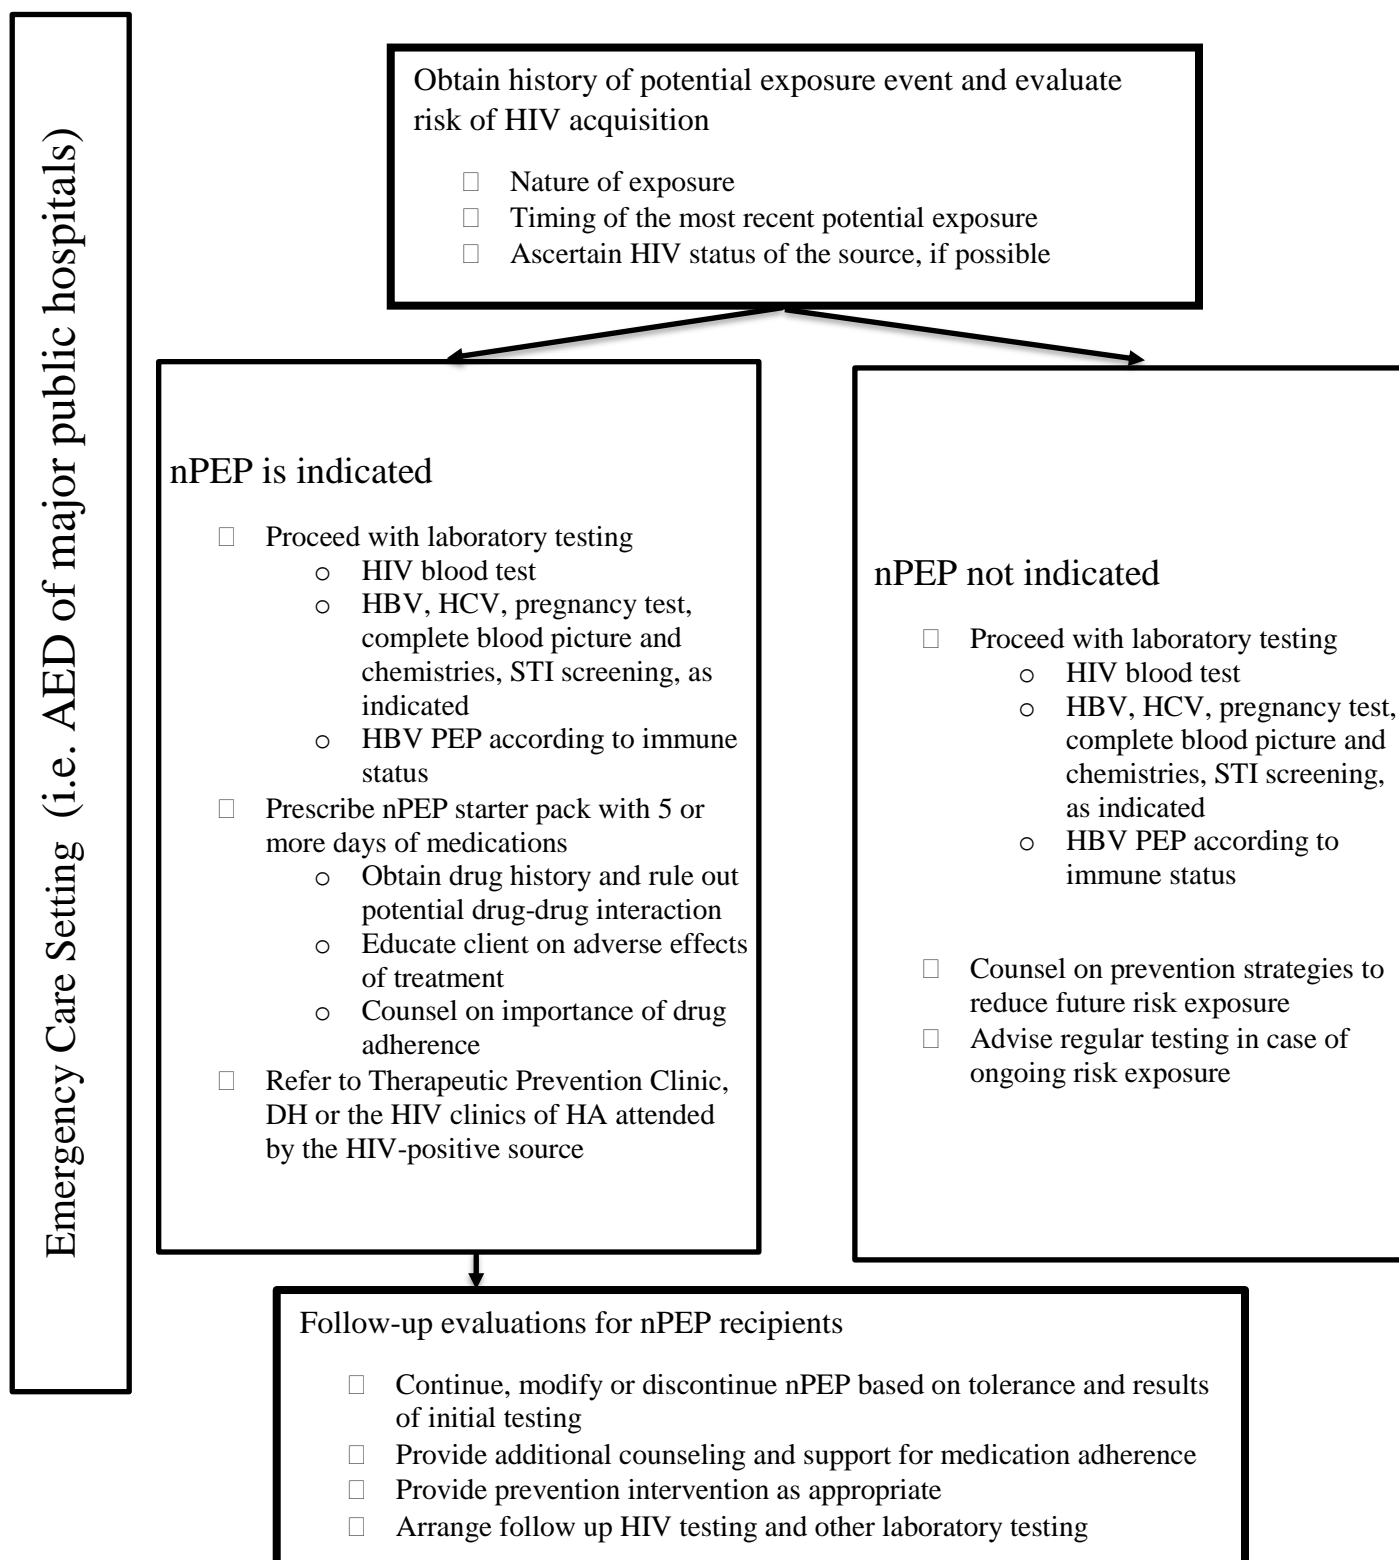 Emergency Care Setting (i.e. AED of major public hospitals)
Obtain history of potential exposure event and evaluate
risk of HIV acquisition
Nature of exposure
Timing of the most recent potential exposure
Ascertain HIV status of the source, if possible
nPEP is indicated
Proceed with laboratory testing
o HIV blood test
o HBV, HCV, pregnancy test,
complete blood picture and
chemistries, STI screening, as
indicated
o HBV PEP according to immune
status
Prescribe nPEP starter pack with 5 or
more days of medications
o Obtain drug history and rule out
potential drug-drug interaction
o Educate client on adverse effects
of treatment
o Counsel on importance of drug
adherence
Refer to Therapeutic Prevention Clinic,
DH or the HIV clinics of HA attended
by the HIV-positive source
nPEP not indicated
Proceed with laboratory testing
o HIV blood test
o HBV, HCV, pregnancy test,
complete blood picture and
chemistries, STI screening,
as indicated
o HBV PEP according to
immune status
Counsel on prevention strategies to
reduce future risk exposure
Advise regular testing in case of
ongoing risk exposure
Follow-up evaluations for nPEP recipients
Continue, modify or discontinue nPEP based on tolerance and results
of initial testing
Provide additional counseling and support for medication adherence
Provide prevention intervention as appropriate
Arrange follow up HIV testing and other laboratory testing